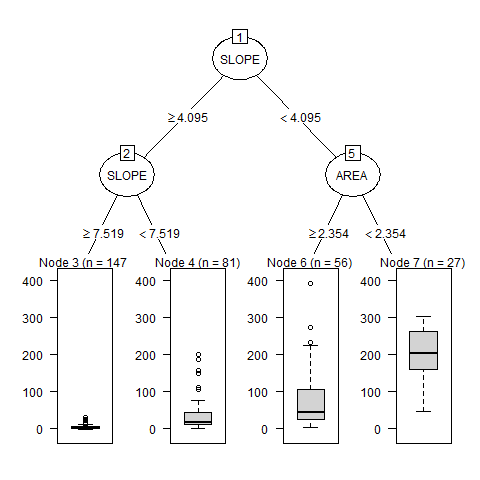 1
SLOPE
≥ 4.095 < 4.095
2 5
SLOPE AREA
≥ 7.519 < 7.519 ≥ 2.354 < 2.354
Node 3 (n = 147 Node 4 (n = 81) Node 6 (n = 56) Node 7 (n = 27)
400 400 400 400
300 300 300 300
200 200 200 200
100 100 100 100
0 0 0 0